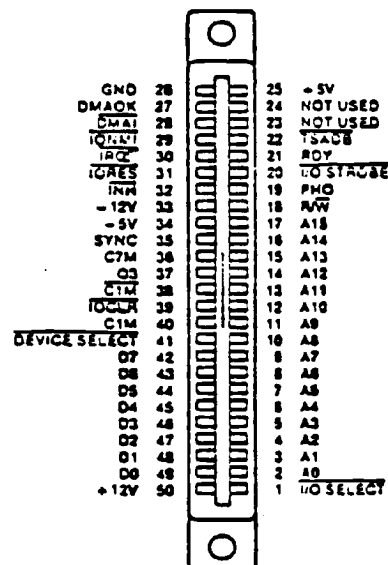 GND 26 25 +5V
DMAOK 27 24 NOT USED
DMAI 28 23 NOT USED
IONMI 29 22 TSADB
IRQ 30 21 RDY
IORES 31 20 I/O STROBE
INH 32 19 PHO
-12V 33 18 R/W
-5V 34 17 A15
SYNC 35 16 A14
C7M 36 15 A13
Q3 37 14 A12
C1M 38 13 A11
IOCLR 39 12 A10
C1M 40 11 A9
DEVICE SELECT 41 10 A8
D7 42 9 A7
D6 43 8 A6
D5 44 7 A5
D4 45 6 A4
D3 46 5 A3
D2 47 4 A2
D1 48 3 A1
D0 49 2 A0
+12V 50 1 I/O SELECT